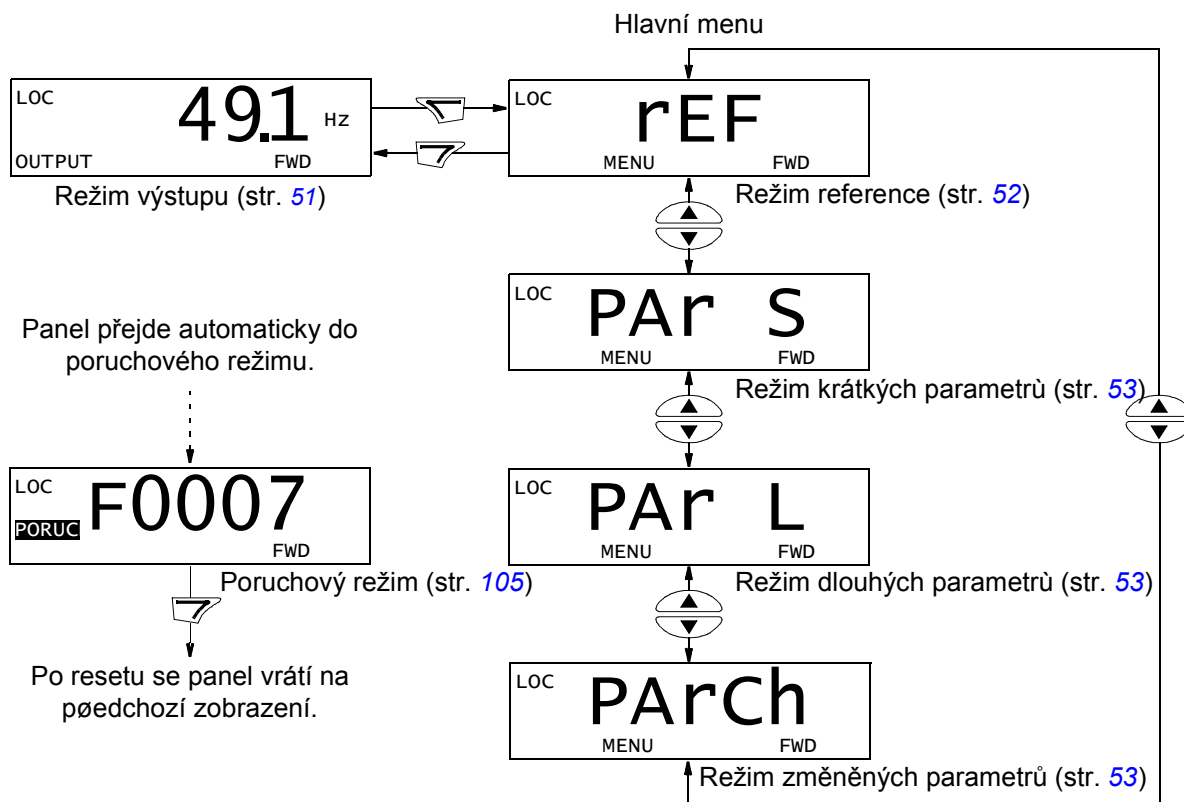 Hlavní menu
LOC
49.1 Hz
OUTPUT FWD
Režim výstupu (str. 51)
LOC
rEF
MENU FWD
Režim reference (str. 52)
LOC
PAr S
MENU FWD
Režim krátkých parametrù (str. 53)
Panel přejde automaticky do
poruchového režimu.
LOC
F0007
PORUC
FWD
Poruchový režim (str. 105)
Po resetu se panel vrátí na
pøedchozí zobrazení.
LOC
PAr L
MENU FWD
Režim dlouhých parametrù (str. 53)
LOC
PArCh
MENU FWD
Režim změněných parametrů (str. 53)